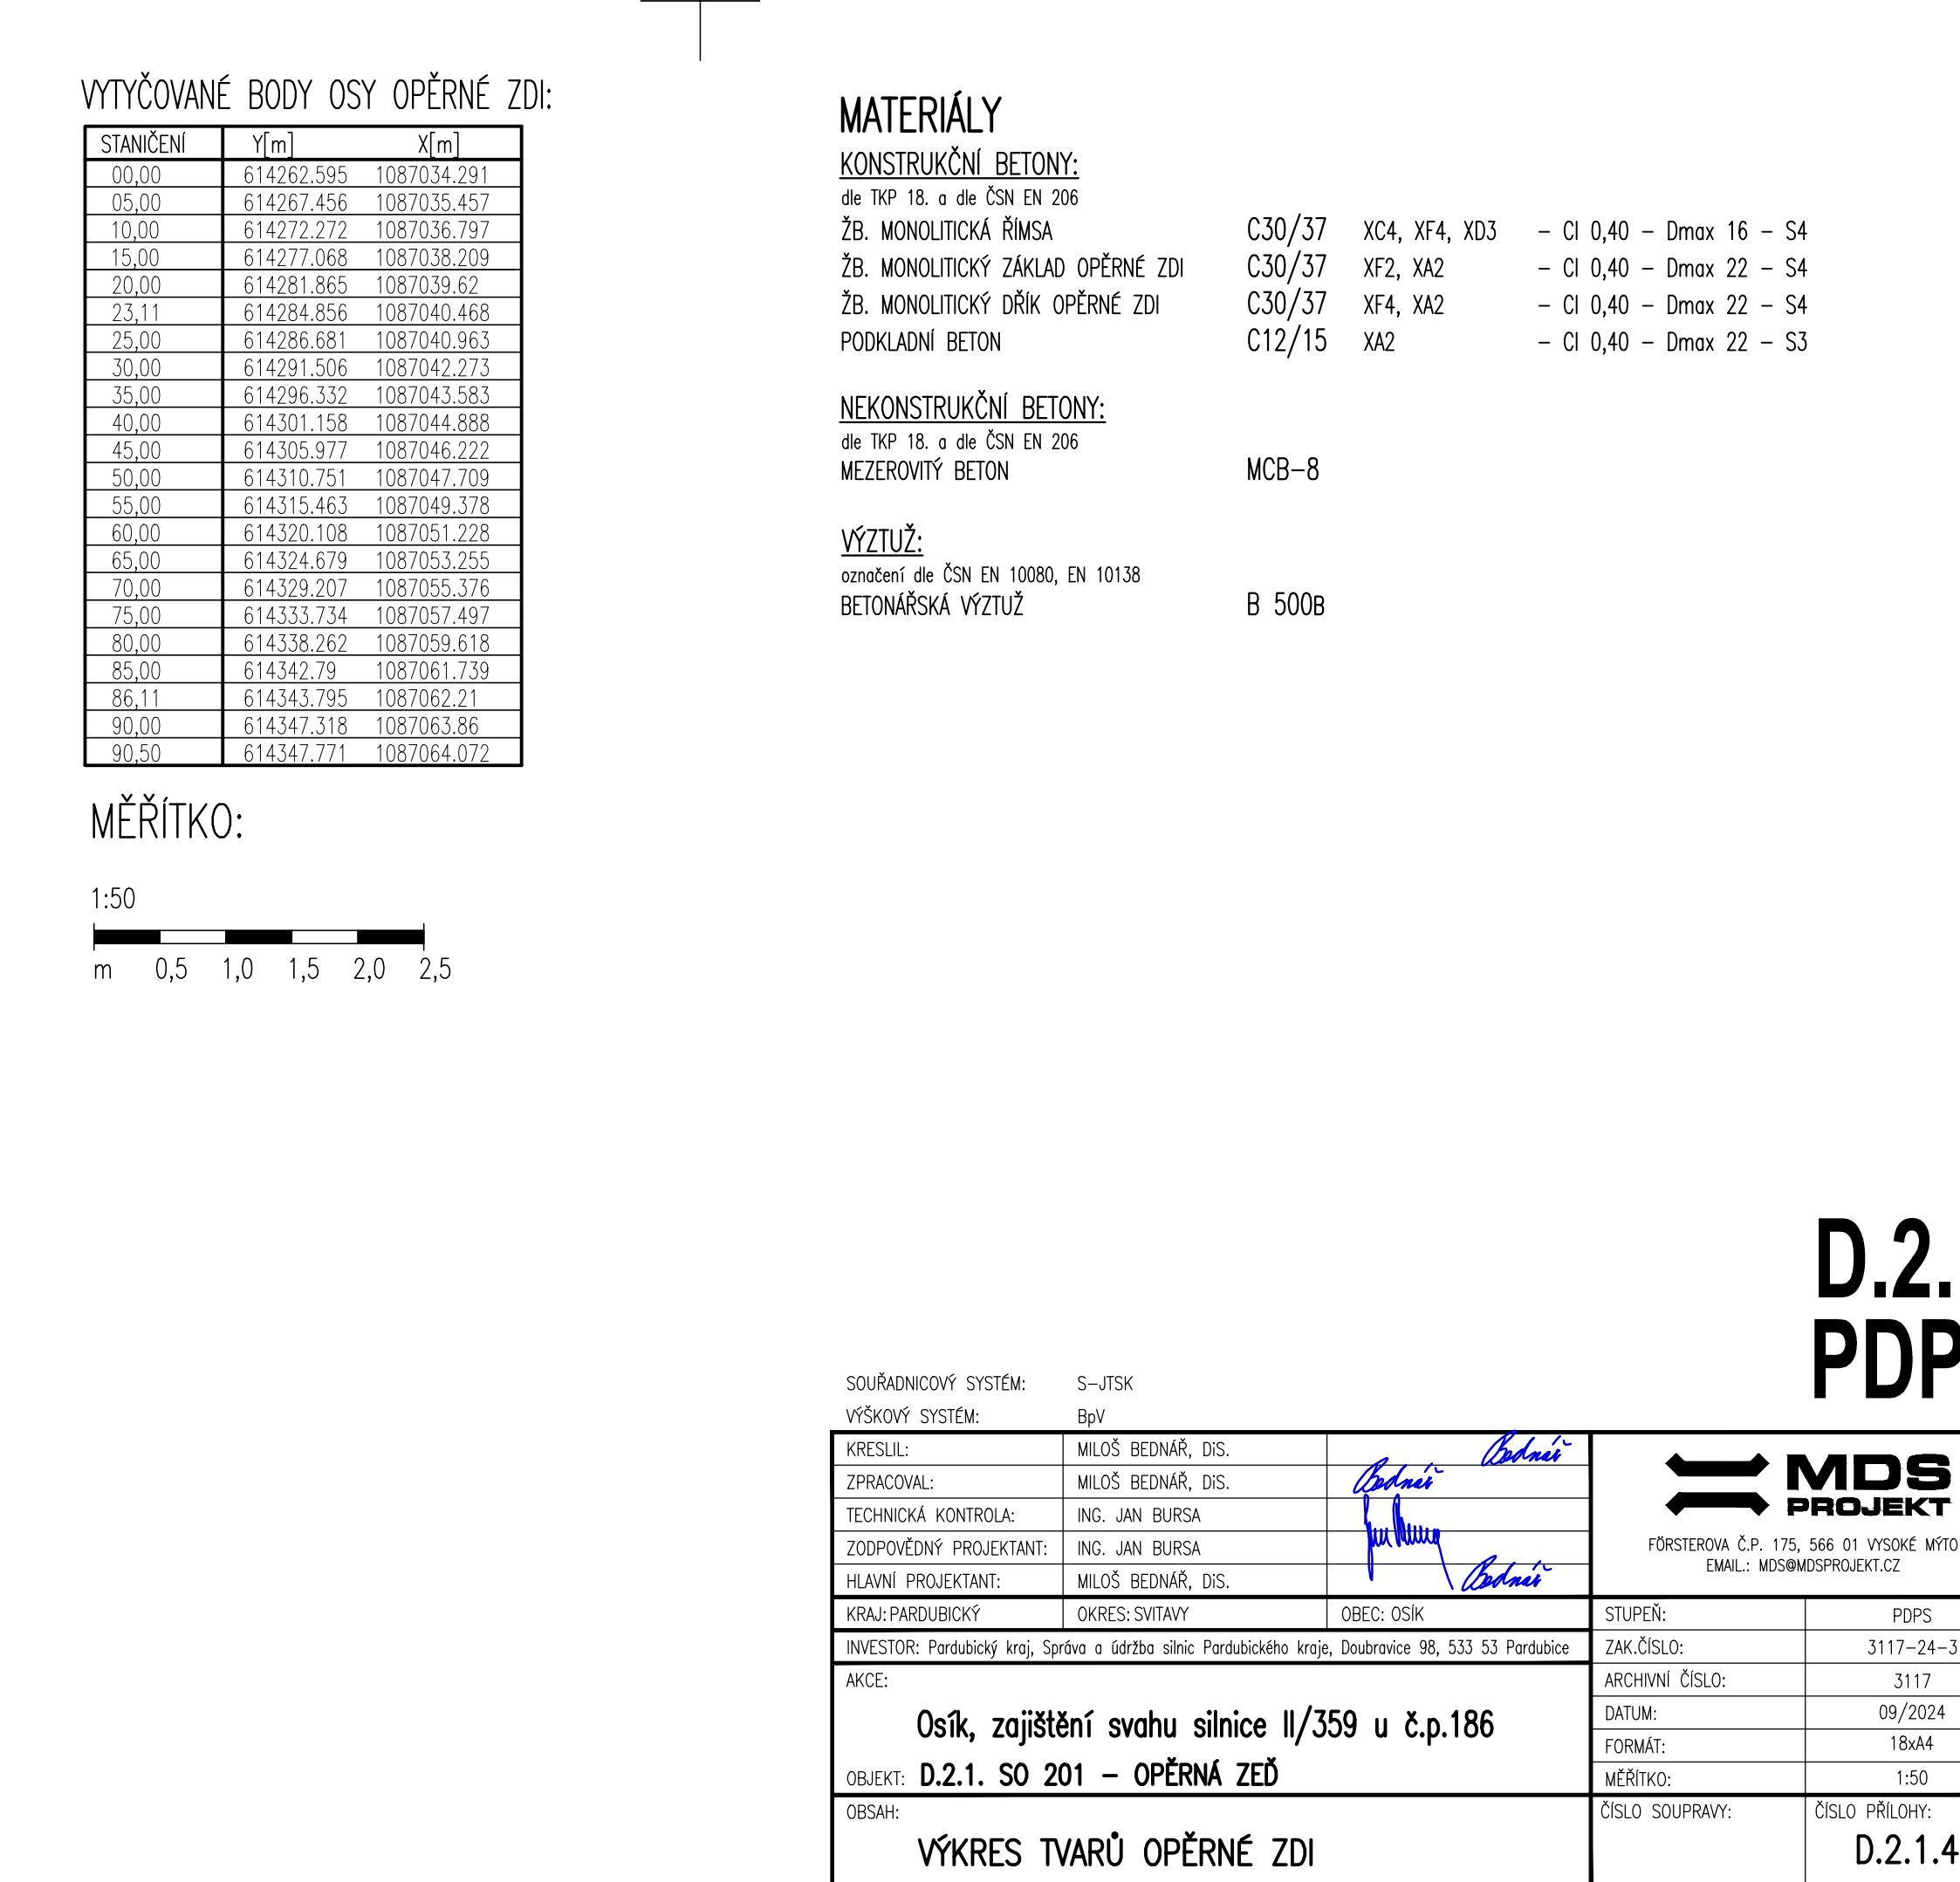 VYTYČOVANÉ BODY OSY OPĚRNÉ ZDI:
STANIČENÍ Y[m] X[m]
00,00 614262.595 1087034.291
05,00 614267.456 1087035.457
10,00 614272.272 1087036.797
15,00 614277.068 1087038.209
20,00 614281.865 1087039.62
23,11 614284.856 1087040.468
25,00 614286.681 1087040.963
30,00 614291.506 1087042.273
35,00 614296.332 1087043.583
40,00 614301.158 1087044.888
45,00 614305.977 1087046.222
50,00 614310.751 1087047.709
55,00 614315.463 1087049.378
60,00 614320.108 1087051.228
65,00 614324.679 1087053.255
70,00 614329.207 1087055.376
75,00 614333.734 1087057.497
80,00 614338.262 1087059.618
85,00 614342.79 1087061.739
86,11 614343.795 1087062.21
90,00 614347.318 1087063.86
90,50 614347.771 1087064.072
MĚŘÍTKO:
1:50
m 0,5 1,0 1,5 2,0 2,5
MATERIÁLY
KONSTRUKČNÍ BETONY:
dle TKP 18. a dle ČSN EN 206
ŽB. MONOLITICKÁ ŘÍMSA C30/37 XC4, XF4, XD3 – Cl 0,40 – Dmax 16 – S4
ŽB. MONOLITICKÝ ZÁKLAD OPĚRNÉ ZDI C30/37 XF2, XA2 – Cl 0,40 – Dmax 22 – S4
ŽB. MONOLITICKÝ DŘÍK OPĚRNÉ ZDI C30/37 XF4, XA2 – Cl 0,40 – Dmax 22 – S4
PODKLADNÍ BETON C12/15 XA2 – Cl 0,40 – Dmax 22 – S3
NEKONSTRUKČNÍ BETONY:
dle TKP 18. a dle ČSN EN 206
MEZEROVITÝ BETON MCB–8
VÝZTUŽ:
označení dle ČSN EN 10080, EN 10138
BETONÁŘSKÁ VÝZTUŽ B 500B
D.2.
PDP
SOUŘADNICOVÝ SYSTÉM: S–JTSK
VÝŠKOVÝ SYSTÉM: BpV
KRESLIL: MILOŠ BEDNÁŘ, DiS. Bednář
ZPRACOVAL: MILOŠ BEDNÁŘ, DiS. Bednář
TECHNICKÁ KONTROLA: ING. JAN BURSA
ZODPOVĚDNÝ PROJEKTANT: ING. JAN BURSA
HLAVNÍ PROJEKTANT: MILOŠ BEDNÁŘ, DiS. Bednář
MDS
PROJEKT
FÖRSTEROVA Č.P. 175, 566 01 VYSOKÉ MÝTO
EMAIL.: MDS@MDSPROJEKT.CZ
KRAJ: PARDUBICKÝ OKRES: SVITAVY OBEC: OSÍK
INVESTOR: Pardubický kraj, Správa a údržba silnic Pardubického kraje, Doubravice 98, 533 53 Pardubice
AKCE:
Osík, zajištění svahu silnice II/359 u č.p.186
OBJEKT: D.2.1. SO 201 – OPĚRNÁ ZEĎ
OBSAH:
VÝKRES TVARŮ OPĚRNÉ ZDI
STUPEŇ: PDPS
ZAK.ČÍSLO: 3117–24–3
ARCHIVNÍ ČÍSLO: 3117
DATUM: 09/2024
FORMÁT: 18xA4
MĚŘÍTKO: 1:50
ČÍSLO SOUPRAVY: ČÍSLO PŘÍLOHY:
D.2.1.4